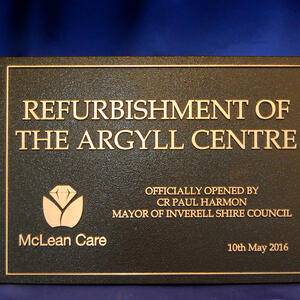 REFURBISHMENT OF
THE ARGYLL CENTRE
OFFICIALLY OPENED BY
CR PAUL HARMON
MAYOR OF INVERELL SHIRE COUNCIL
McLean Care
10th May 2016